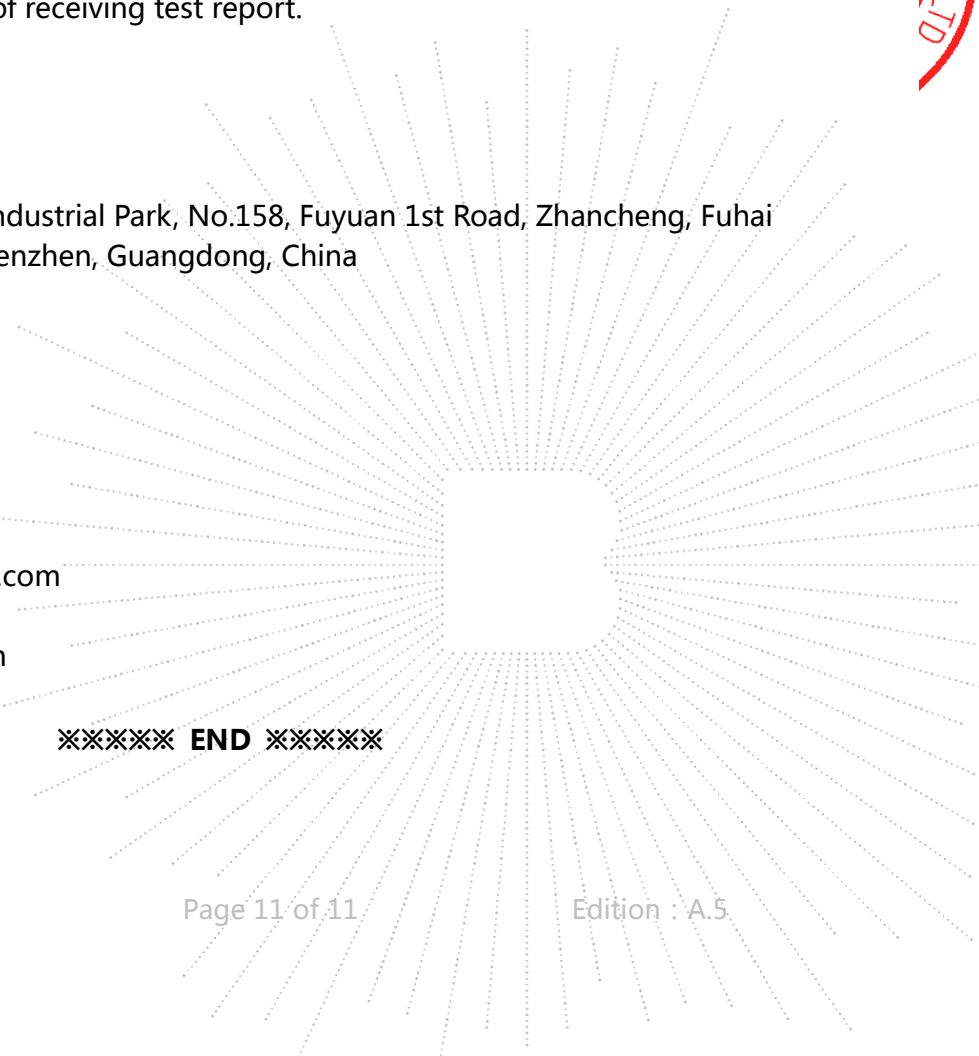 of receiving test report.
LTD
ndustrial Park, No.158, Fuyuan 1st Road, Zhancheng, Fuhai
enzhen, Guangdong, China
.com
※※※※※ END ※※※※※
Page 11 of 11 Edition：A.5